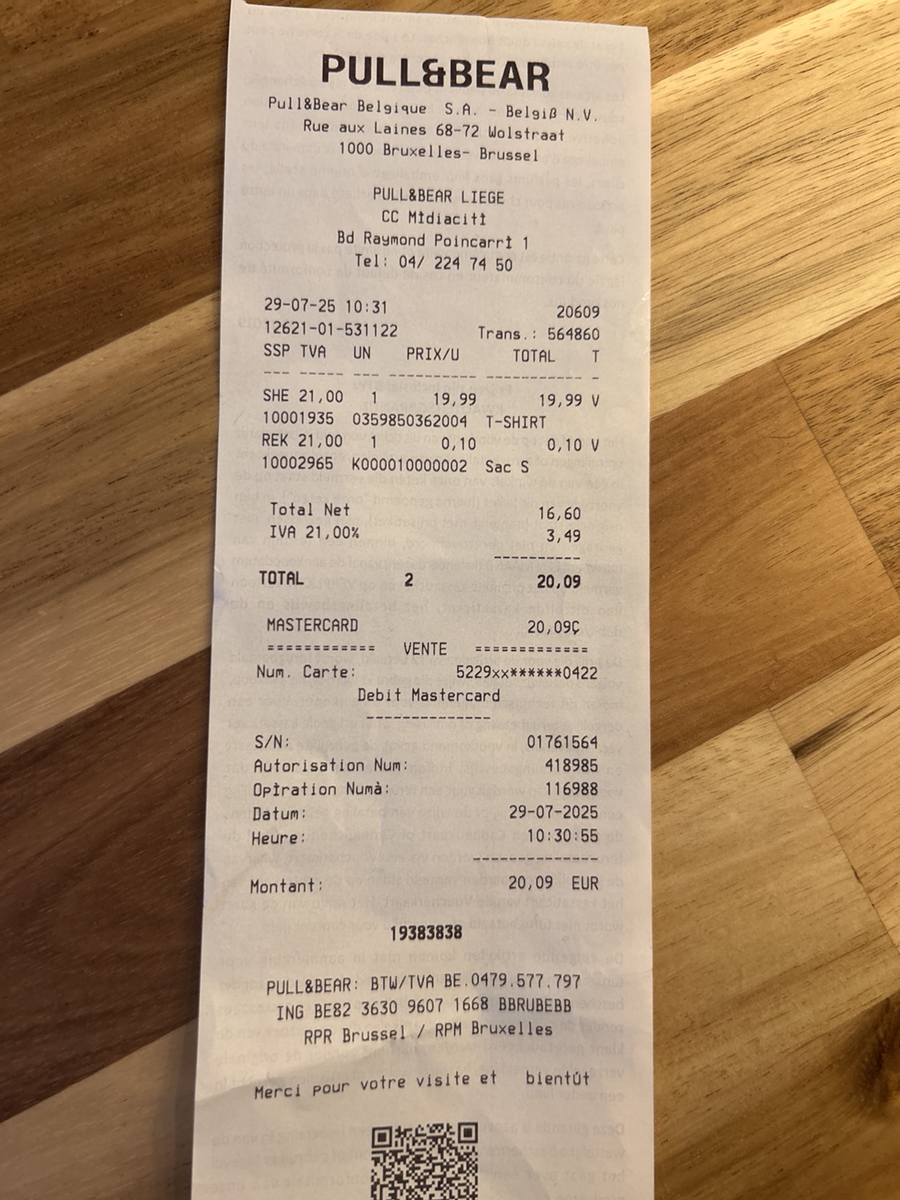 PULL&BEAR
Pull&Bear Belgique S.A. - Belgiß N.V.
Rue aux Laines 68-72 Wolstraat
1000 Bruxelles- Brussel
PULL&BEAR LIEGE
CC MÌdiacitÌ
Bd Raymond PoincarrÌ 1
Tel: 04/ 224 74 50
29-07-25 10:31 20609
12621-01-531122 Trans.: 564860
SSP TVA UN PRIX/U TOTAL T
--- ----- --- ---------- ----------- -
SHE 21,00 1 19,99 19,99 V
10001935 0359850362004 T-SHIRT
REK 21,00 1 0,10 0,10 V
10002965 K000010000002 Sac S
Total Net 16,60
IVA 21,00% 3,49
----------
TOTAL 2 20,09
MASTERCARD 20,09Ç
============ VENTE =============
Num. Carte: 5229xx******0422
Debit Mastercard
--------------
S/N: 01761564
Autorisation Num: 418985
OpÌration Numà: 116988
Datum: 29-07-2025
Heure: 10:30:55
--------------
Montant: 20,09 EUR
19383838
PULL&BEAR: BTW/TVA BE.0479.577.797
ING BE82 3630 9607 1668 BBRUBEBB
RPR Brussel / RPM Bruxelles
Merci pour votre visite et bientút